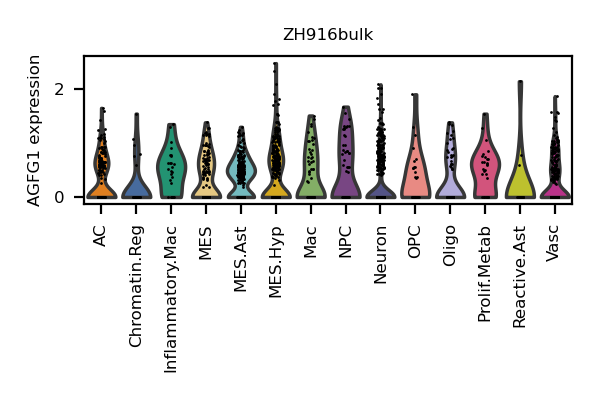 ZH916bulk
AGFG1 expression
2
0
AC
Chromatin.Reg
Inflammatory.Mac
MES
MES.Ast
MES.Hyp
Mac
NPC
Neuron
OPC
Oligo
Prolif.Metab
Reactive.Ast
Vasc